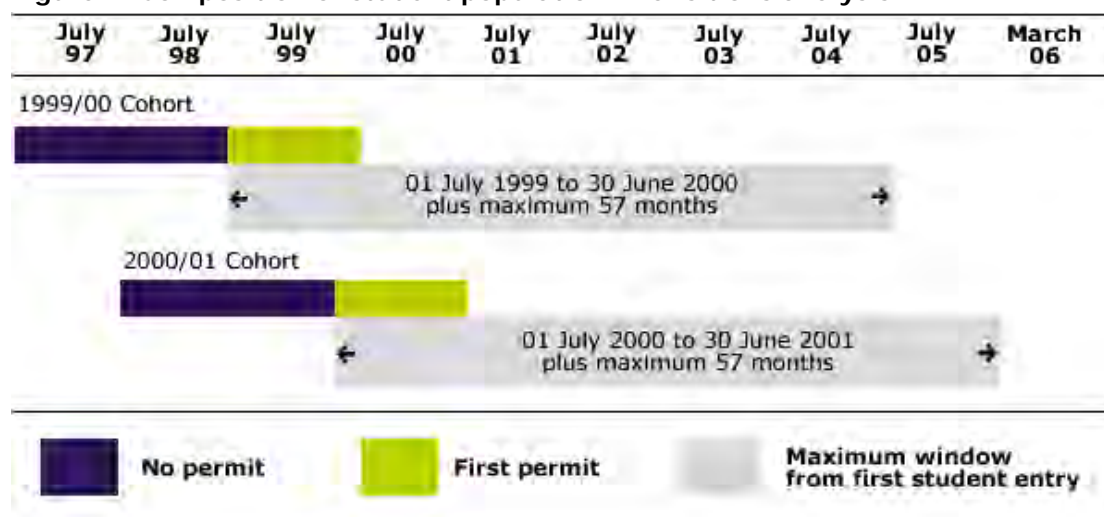 July July July July July July July July July March
97 98 99 00 01 02 03 04 05 06
1999/00 Cohort
01 July 1999 to 30 June 2000
plus maximum 57 months
2000/01 Cohort
01 July 2000 to 30 June 2001
plus maximum 57 months
No permit
First permit
Maximum window
from first student entry